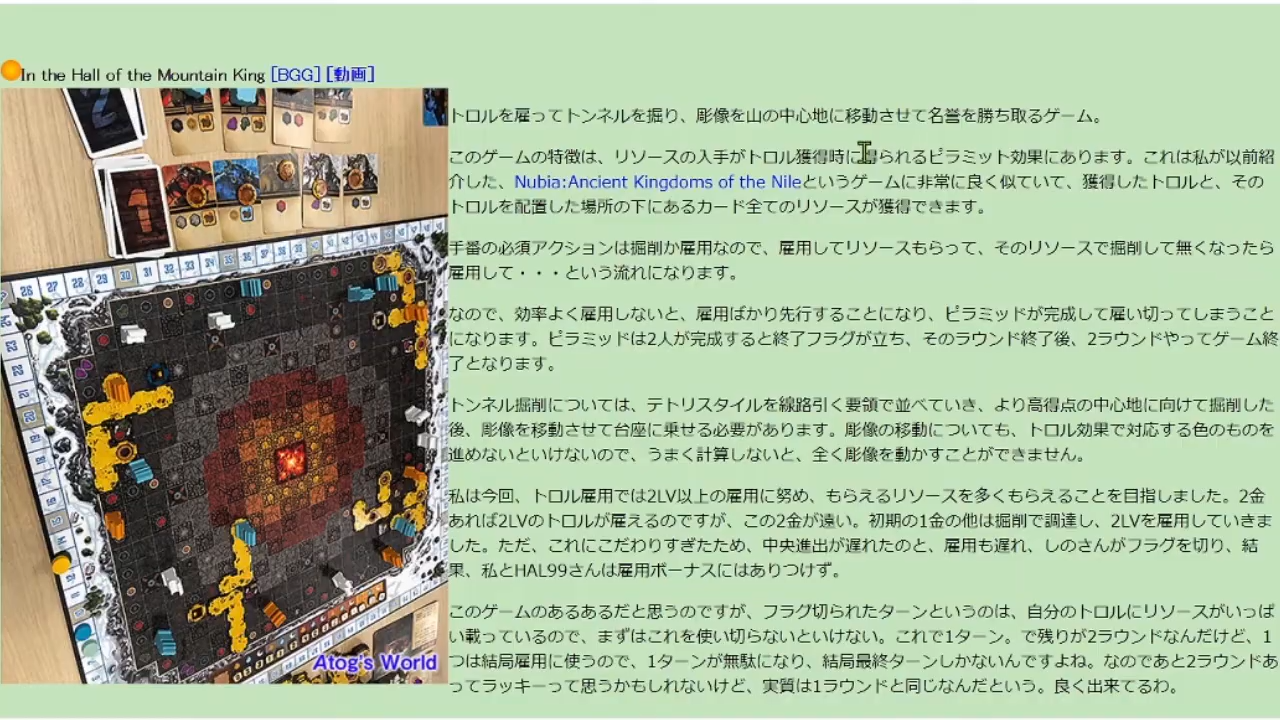 In the Hall of the Mountain King [BGG] [動画]
トロルを雇ってトンネルを掘り、彫像を山の中心地に移動させて名誉を勝ち取るゲーム。
このゲームの特徴は、リソースの入手がトロル獲得時に得られるピラミット効果にあります。これは私が以前紹
介した、Nubia:Ancient Kingdoms of the Nileというゲームに非常に良く似ていて、獲得したトロルと、その
トロルを配置した場所の下にあるカード全てのリソースが獲得できます。
手番の必須アクションは掘削か雇用なので、雇用してリソースもらって、そのリソースで掘削して無くなったら
雇用して・・・という流れになります。
なので、効率よく雇用しないと、雇用ばかり先行することになり、ピラミッドが完成して雇い切ってしまうこと
になります。ピラミッドは2人が完成すると終了フラグが立ち、そのラウンド終了後、2ラウンドやってゲーム終
了となります。
トンネル掘削については、テトリスタイルを線路引く要領で並べていき、より高得点の中心地に向けて掘削した
後、彫像を移動させて台座に乗せる必要があります。彫像の移動についても、トロル効果で対応する色のものを
進めないといけないので、うまく計算しないと、全く彫像を動かすことができません。
私は今回、トロル雇用では2LV以上の雇用に努め、もらえるリソースを多くもらえることを目指しました。2金
あれば2LVのトロルが雇えるのですが、この2金が遠い。初期の1金の他は掘削で調達し、2LVを雇用していきま
した。ただ、これにこだわりすぎたため、中央進出が遅れたのと、雇用も遅れ、しのさんがフラグを切り、結
果、私とHAL99さんは雇用ボーナスにはありつけず。
このゲームのあるあるだと思うのですが、フラグ切られたターンというのは、自分のトロルにリソースがいっぱ
い載っているので、まずはこれを使い切らないといけない。これで1ターン。で残りが2ラウンドなんだけど、1
つは結局雇用に使うので、1ターンが無駄になり、結局最終ターンしかないんですよね。なのであと2ラウンドあ
ってラッキーって思うかもしれないけど、実質は1ラウンドと同じなんだという。良く出来てるわ。
Atog's World
2
1
26 27 28 29 30 31 32 33 34 35 36 37 38 39